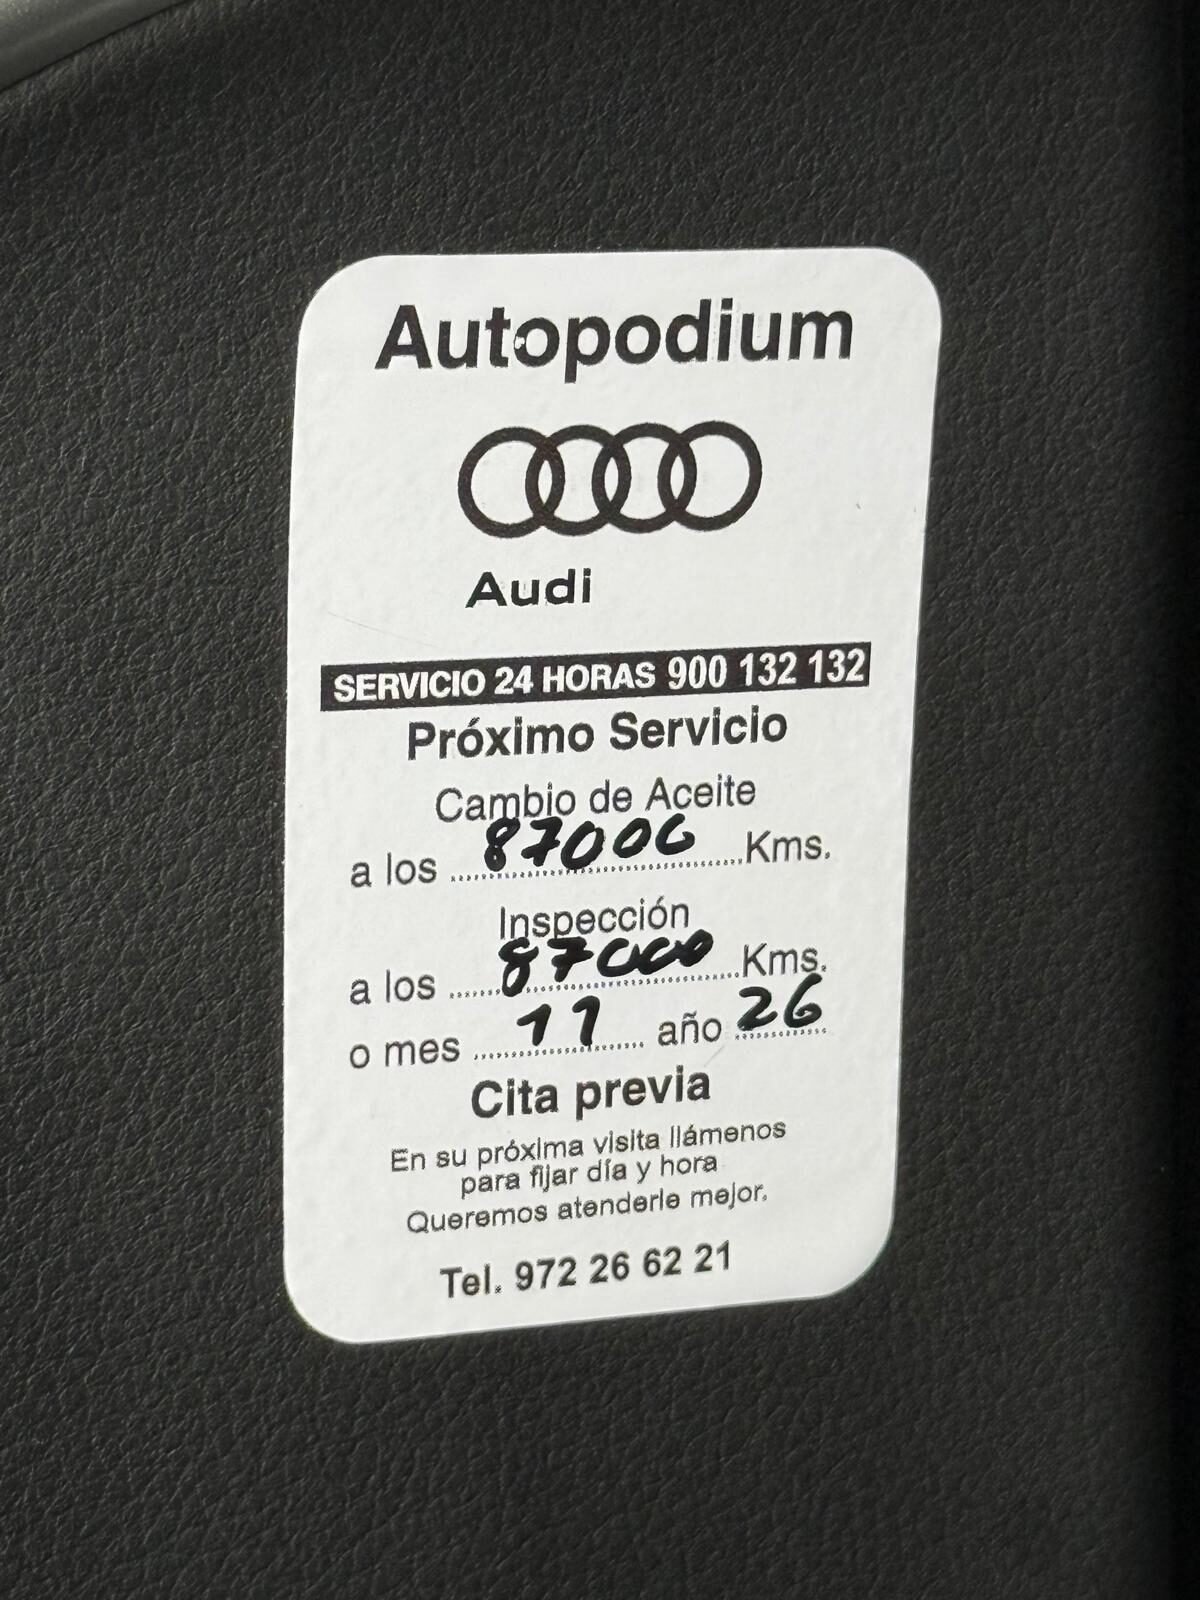 Autopodium
Audi
SERVICIO 24 HORAS 900 132 132
Próximo Servicio
Cambio de Aceite
a los 87000 Kms.
Inspección
a los 87000 Kms.
o mes 11 año 26
Cita previa
En su próxima visita llámenos
para fijar día y hora
Queremos atenderle mejor.
Tel. 972 26 62 21